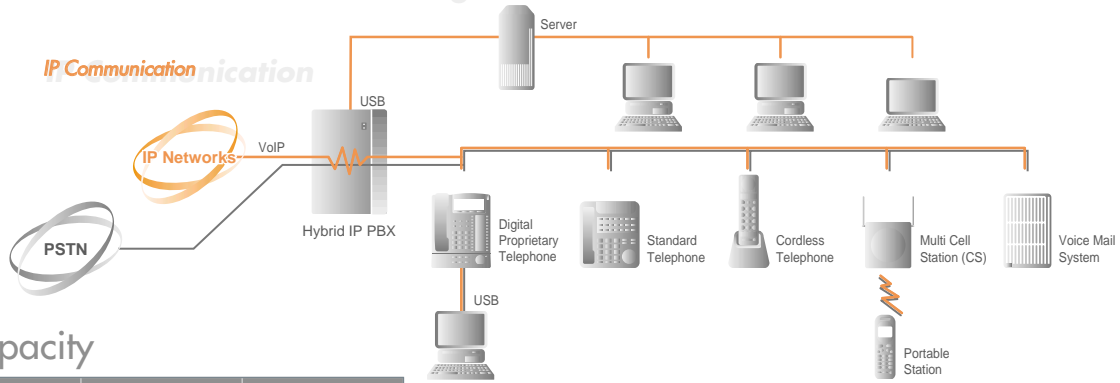 Server
IP Communication
USB
IP Networks
VoIP
Hybrid IP PBX
PSTN
Digital
Proprietary
Telephone
Standard
Telephone
Cordless
Telephone
Multi Cell
Station (CS)
Voice Mail
System
USB
Portable
Station
pacity